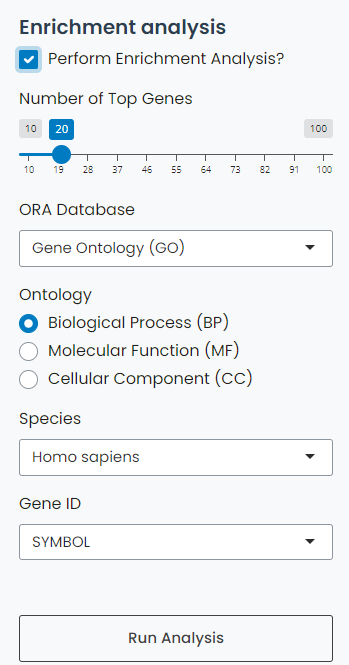 Enrichment analysis
Perform Enrichment Analysis?
Number of Top Genes
10 20 100
10 19 28 37 46 55 64 73 82 91 100
ORA Database
Gene Ontology (GO)
Ontology
Biological Process (BP)
Molecular Function (MF)
Cellular Component (CC)
Species
Homo sapiens
Gene ID
SYMBOL
Run Analysis